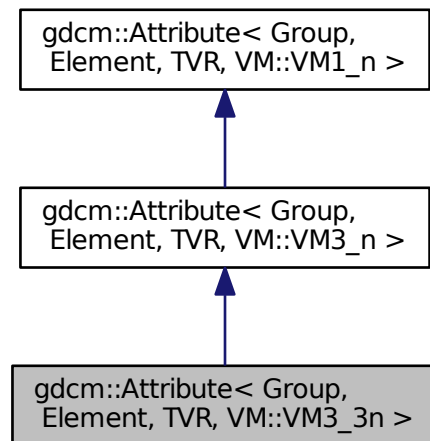 gdcm::Attribute< Group,
Element, TVR, VM::VM1_n >
gdcm::Attribute< Group,
Element, TVR, VM::VM3_n >
gdcm::Attribute< Group,
Element, TVR, VM::VM3_3n >